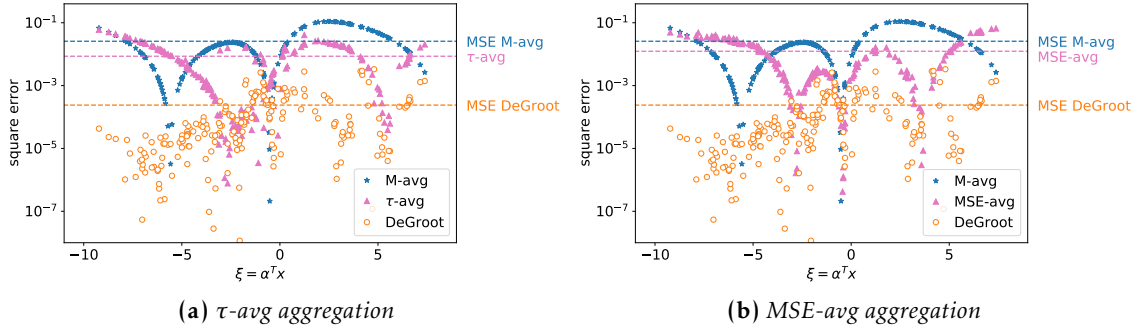 10⁻¹
10⁻³
10⁻⁵
10⁻⁷
square error
−10
−5
0
5
ξ = αᵀx
MSE M-avg
τ-avg
MSE DeGroot
M-avg
τ-avg
DeGroot
(a) τ-avg aggregation
10⁻¹
10⁻³
10⁻⁵
10⁻⁷
square error
−10
−5
0
5
ξ = αᵀx
MSE M-avg
MSE-avg
MSE DeGroot
M-avg
MSE-avg
DeGroot
(b) MSE-avg aggregation